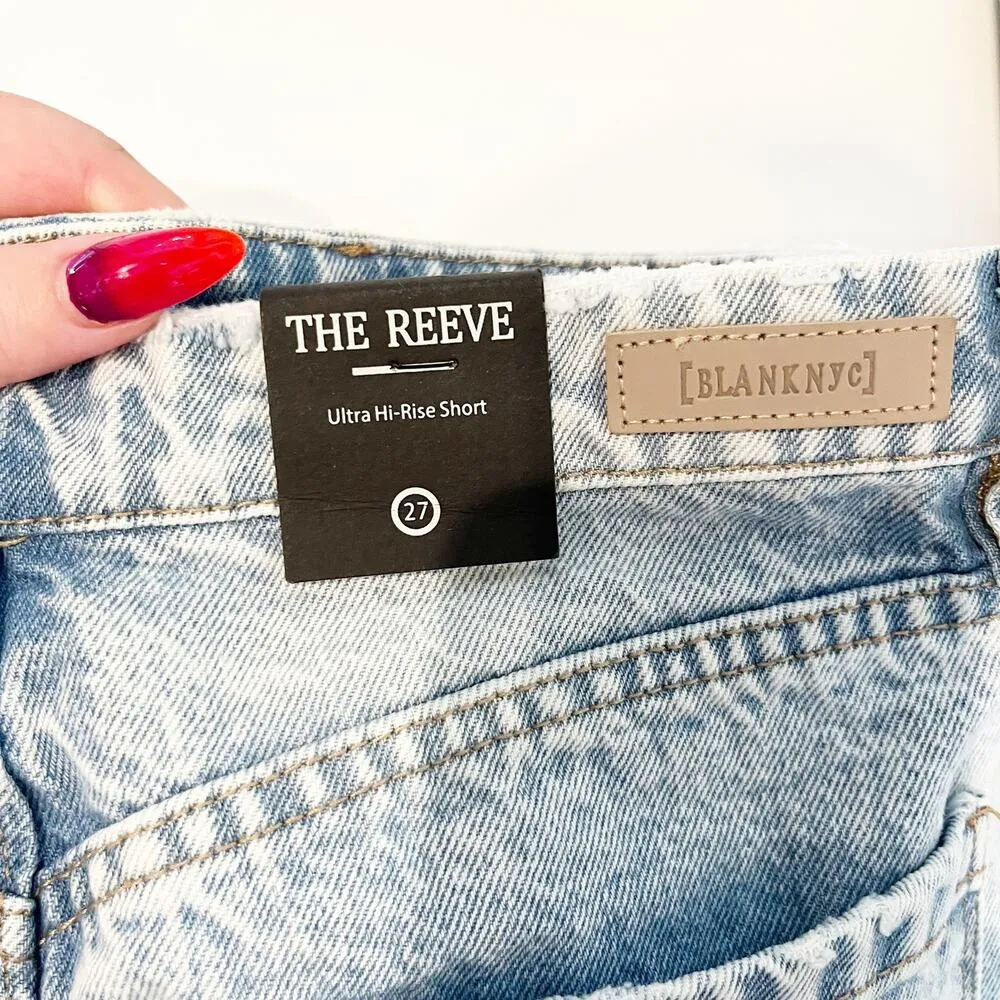 THE REEVE
Ultra Hi-Rise Short
27
[BLANKNYC]